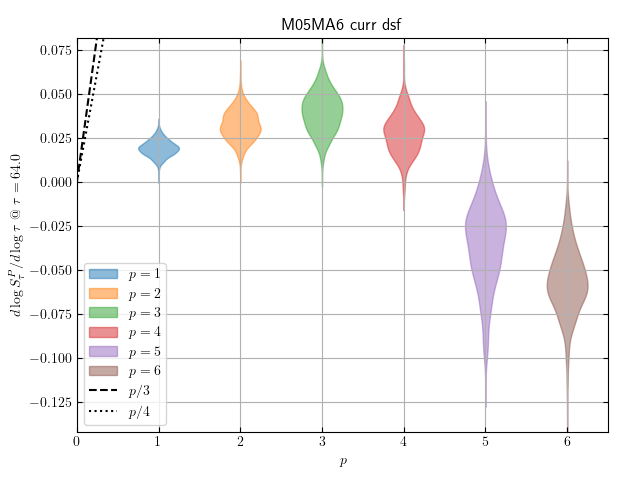 M05MA6 curr dsf
d log S_τ^P / d log τ @ τ = 64.0
0.075
0.050
0.025
0.000
−0.025
−0.050
−0.075
−0.100
−0.125
p = 1
p = 2
p = 3
p = 4
p = 5
p = 6
p/3
p/4
0 1 2 3 4 5 6
p